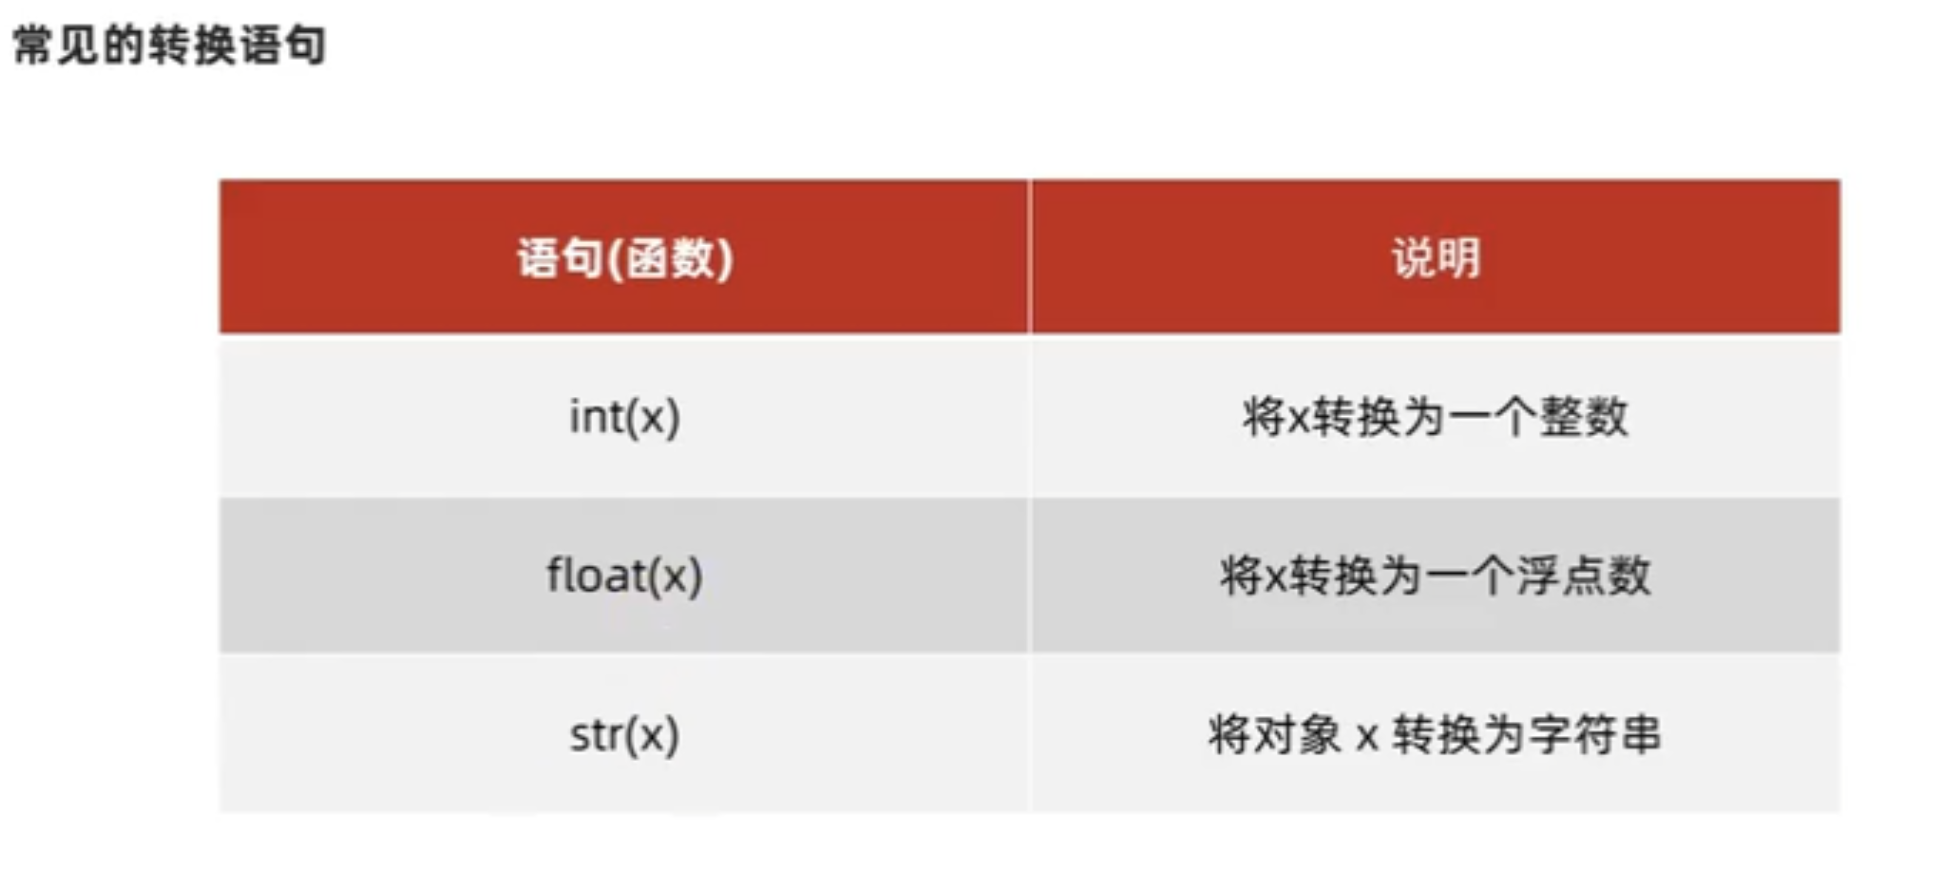 常见的转换语句
语句(函数) 说明
int(x) 将x转换为一个整数
float(x) 将x转换为一个浮点数
str(x) 将对象 x 转换为字符串